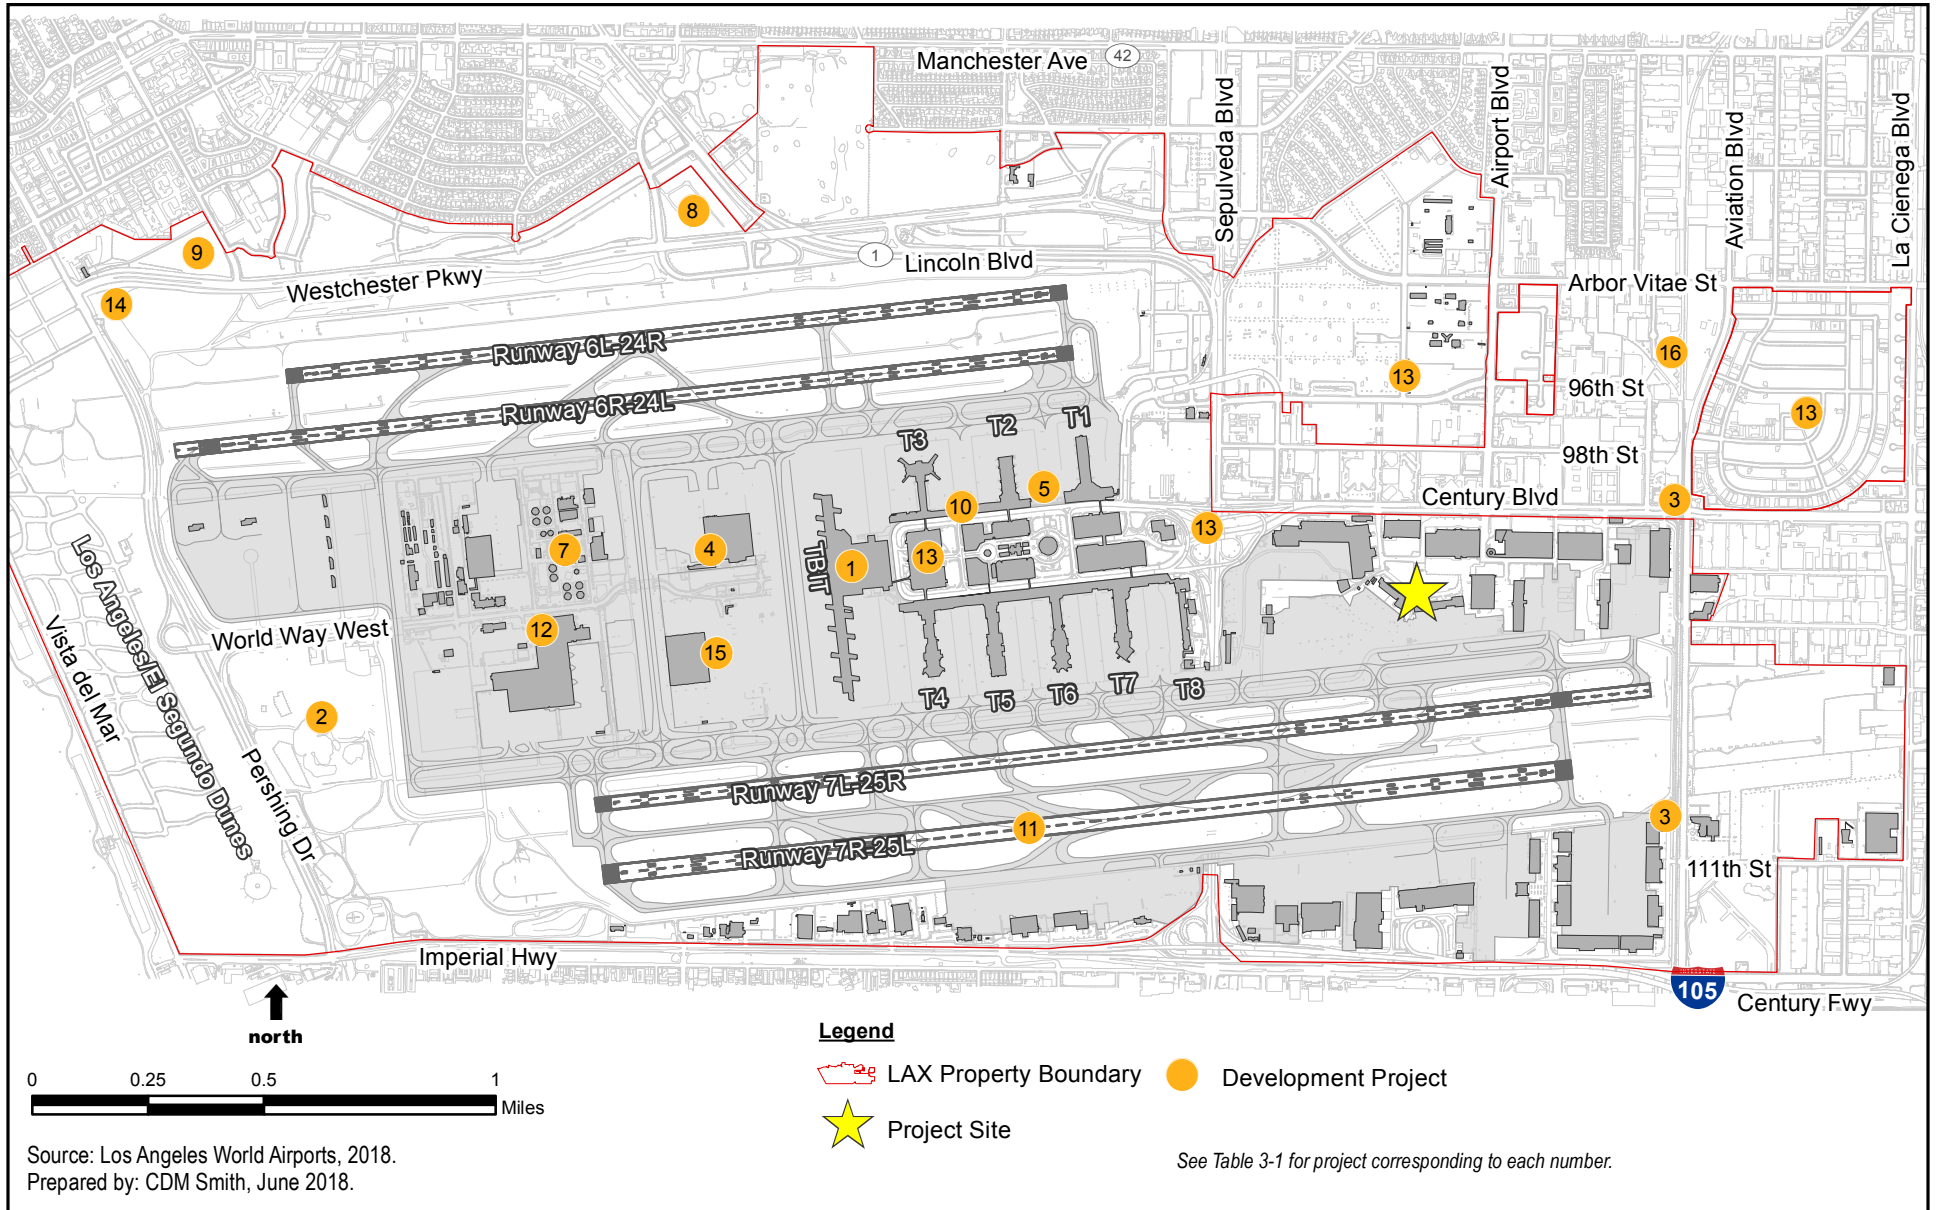 Manchester Ave
42
Sepulveda Blvd
Airport Blvd
Aviation Blvd
La Cienega Blvd
8
9
14
Westchester Pkwy
1
Lincoln Blvd
Arbor Vitae St
Runway 6L-24R
Runway 6R-24L
16
13
96th St
13
98th St
T3
T2
T1
Century Blvd
3
5
10
13
7
4
TBIT
1
13
Los Angeles/El Segundo Dunes
Vista del Mar
World Way West
12
15
2
Pershing Dr
T4
T5
T6
T7
T8
Runway 7L-25R
11
Runway 7R-25L
3
111th St
Imperial Hwy
INTERSTATE
105
Century Fwy
north
Legend
LAX Property Boundary
Development Project
Project Site
0
0.25
0.5
1
Miles
Source: Los Angeles World Airports, 2018.
Prepared by: CDM Smith, June 2018.
See Table 3-1 for project corresponding to each number.